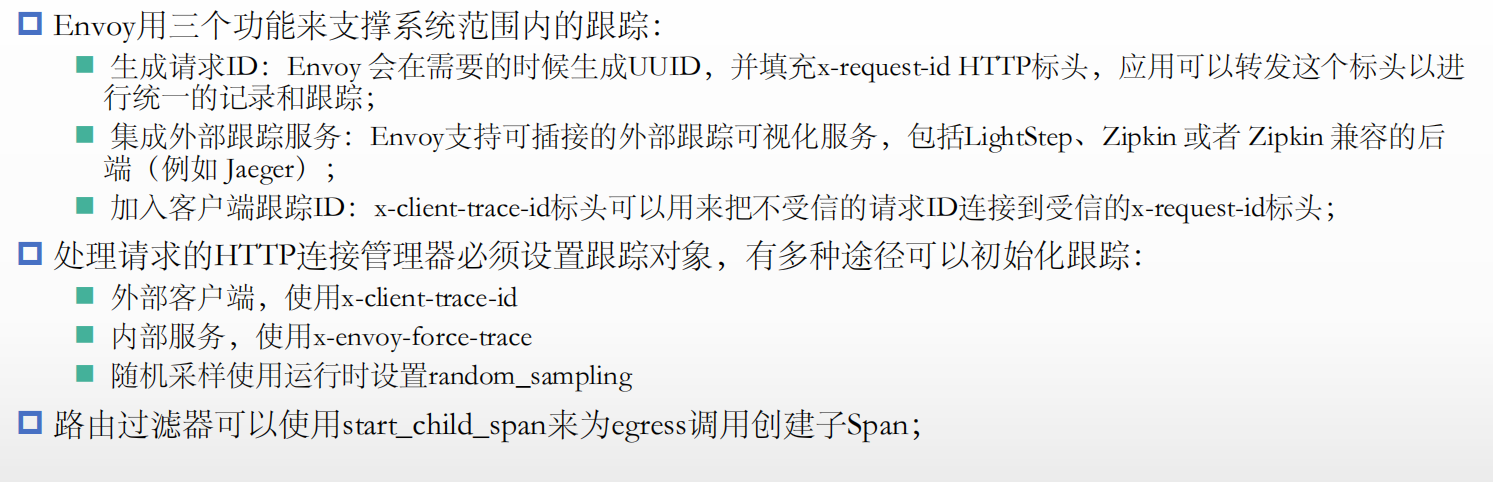 Envoy用三个功能来支撑系统范围内的跟踪：
生成请求ID：Envoy 会在需要的时候生成UUID，并填充x-request-id HTTP标头，应用可以转发这个标头以进
行统一的记录和跟踪；
集成外部跟踪服务：Envoy支持可插接的外部跟踪可视化服务，包括LightStep、Zipkin 或者 Zipkin 兼容的后
端（例如 Jaeger）；
加入客户端跟踪ID：x-client-trace-id标头可以用来把不受信的请求ID连接到受信的x-request-id标头；
处理请求的HTTP连接管理器必须设置跟踪对象，有多种途径可以初始化跟踪：
外部客户端，使用x-client-trace-id
内部服务，使用x-envoy-force-trace
随机采样使用运行时设置random_sampling
路由过滤器可以使用start_child_span来为egress调用创建子Span；